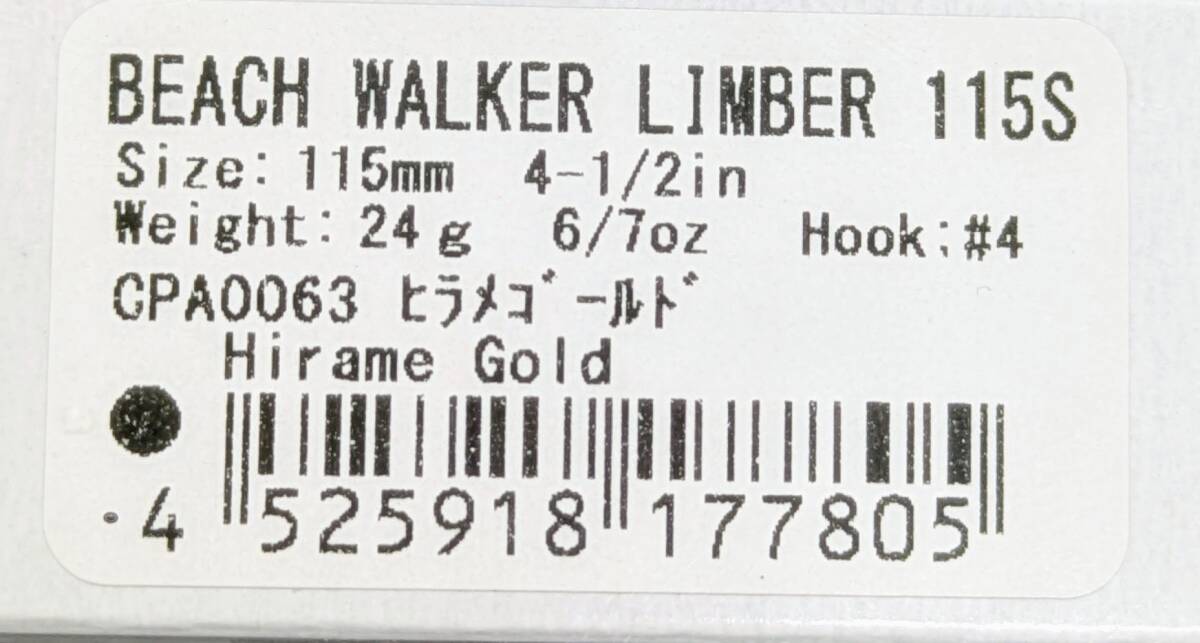 BEACH WALKER LIMBER 115S
Size: 115mm 4-1/2in
Weight: 24g 6/7oz Hook:#4
CPA0063 ヒラメゴールド
Hirame Gold
4 525918 177805